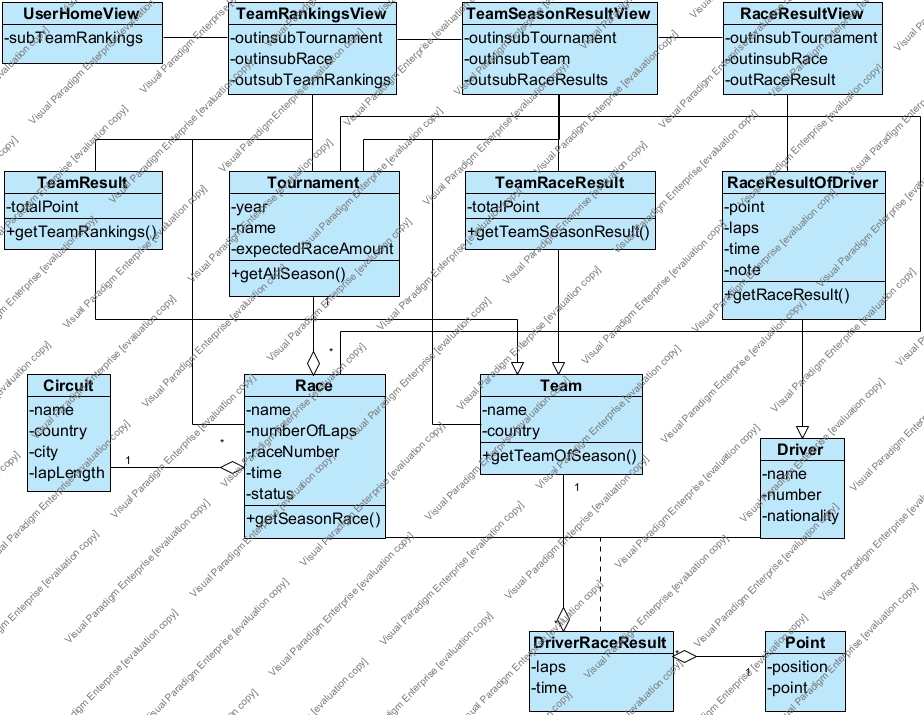 UserHomeView
-subTeamRankings
TeamRankingsView
-outinsubTournament
-outinsubRace
-outsubTeamRankings
TeamSeasonResultView
-outinsubTournament
-outinsubTeam
-outsubRaceResults
RaceResultView
-outinsubTournament
-outinsubRace
-outRaceResult
TeamResult
-totalPoint
+getTeamRankings()
Tournament
-year
-name
-expectedRaceAmount
+getAllSeason()
TeamRaceResult
-totalPoint
+getTeamSeasonResult()
RaceResultOfDriver
-point
-laps
-time
-note
+getRaceResult()
Circuit
-name
-country
-city
-lapLength
1
*
Race
-name
-numberOfLaps
-raceNumber
-time
-status
+getSeasonRace()
*
Team
-name
-country
+getTeamOfSeason()
1
Driver
-name
-number
-nationality
DriverRaceResult
-laps
-time
*
Point
-position
-point
Visual Paradigm Enterprise [evaluation copy]